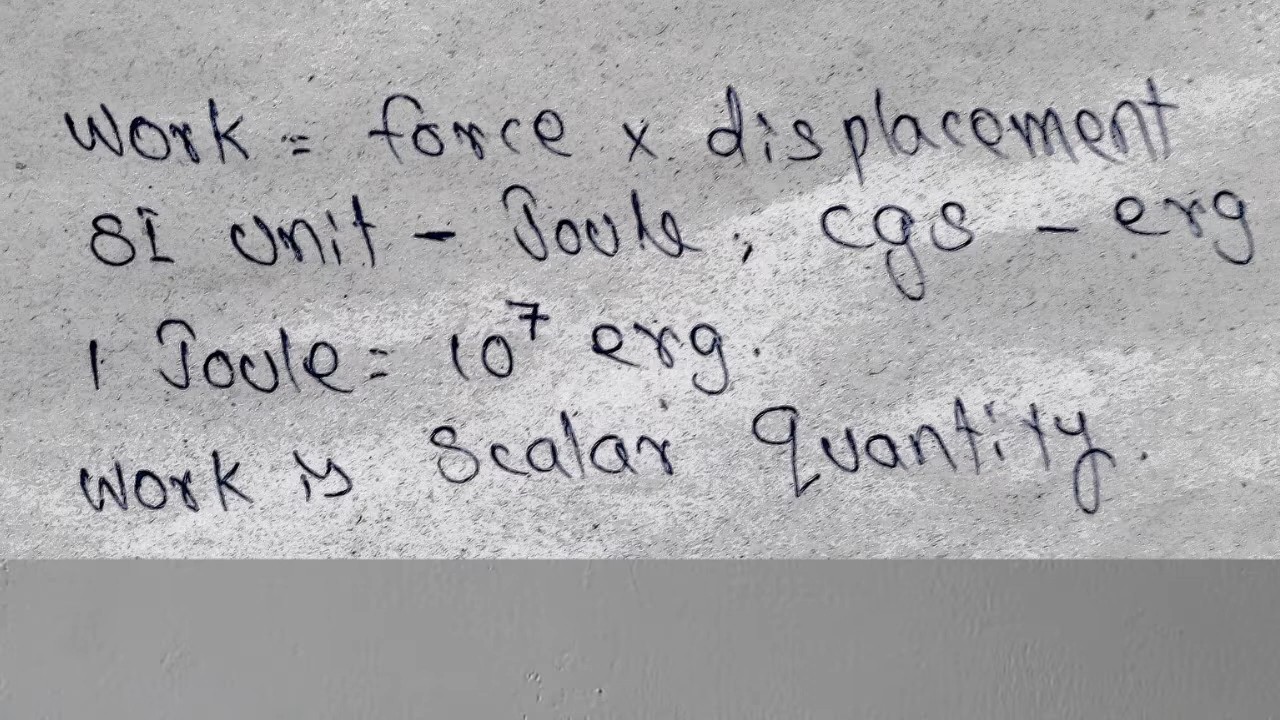 Work = force x displacement
SI Unit - Joule, cgs - erg
1 Joule = 10⁷ erg.
Work is Scalar Quantity.